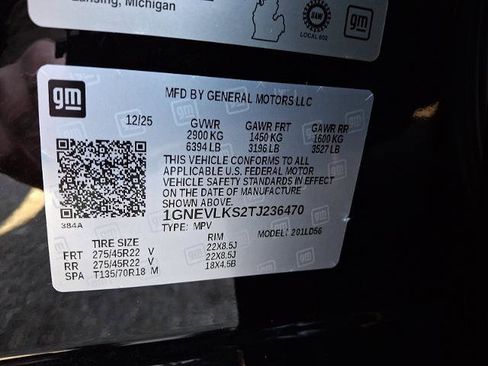 Lansing, Michigan
UAW
LOCAL 602
gm
gm
MFD BY GENERAL MOTORS LLC
12/25 GVWR GAWR FRT GAWR RR
2900 KG 1450 KG 1600 KG
6394 LB 3196 LB 3527 LB
THIS VEHICLE CONFORMS TO ALL
APPLICABLE U.S. FEDERAL MOTOR
VEHICLE SAFETY STANDARDS IN EFFECT
ON THE DATE OF MANUFACTURE
SHOWN ABOVE.
384A 1GNEVLKS2TJ236470
TYPE: MPV MODEL: 201LD56
TIRE SIZE RIM
FRT 275/45R22 V 22X8.5J
RR 275/45R22 V 22X8.5J
SPA T135/70R18 M 18X4.5B